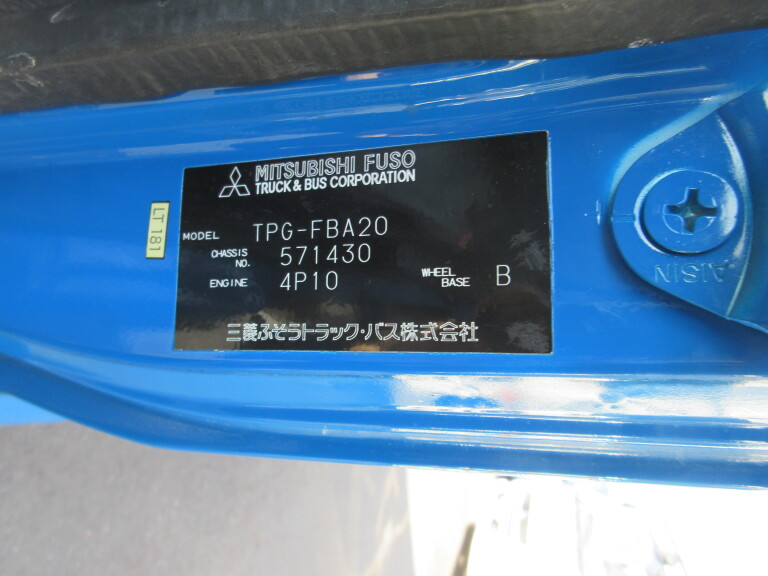 MITSUBISHI FUSO
TRUCK & BUS CORPORATION
MODEL TPG-FBA20
CHASSIS NO. 571430
ENGINE 4P10 WHEEL BASE B
三菱ふそうトラック・バス株式会社
LT 181
AISIN